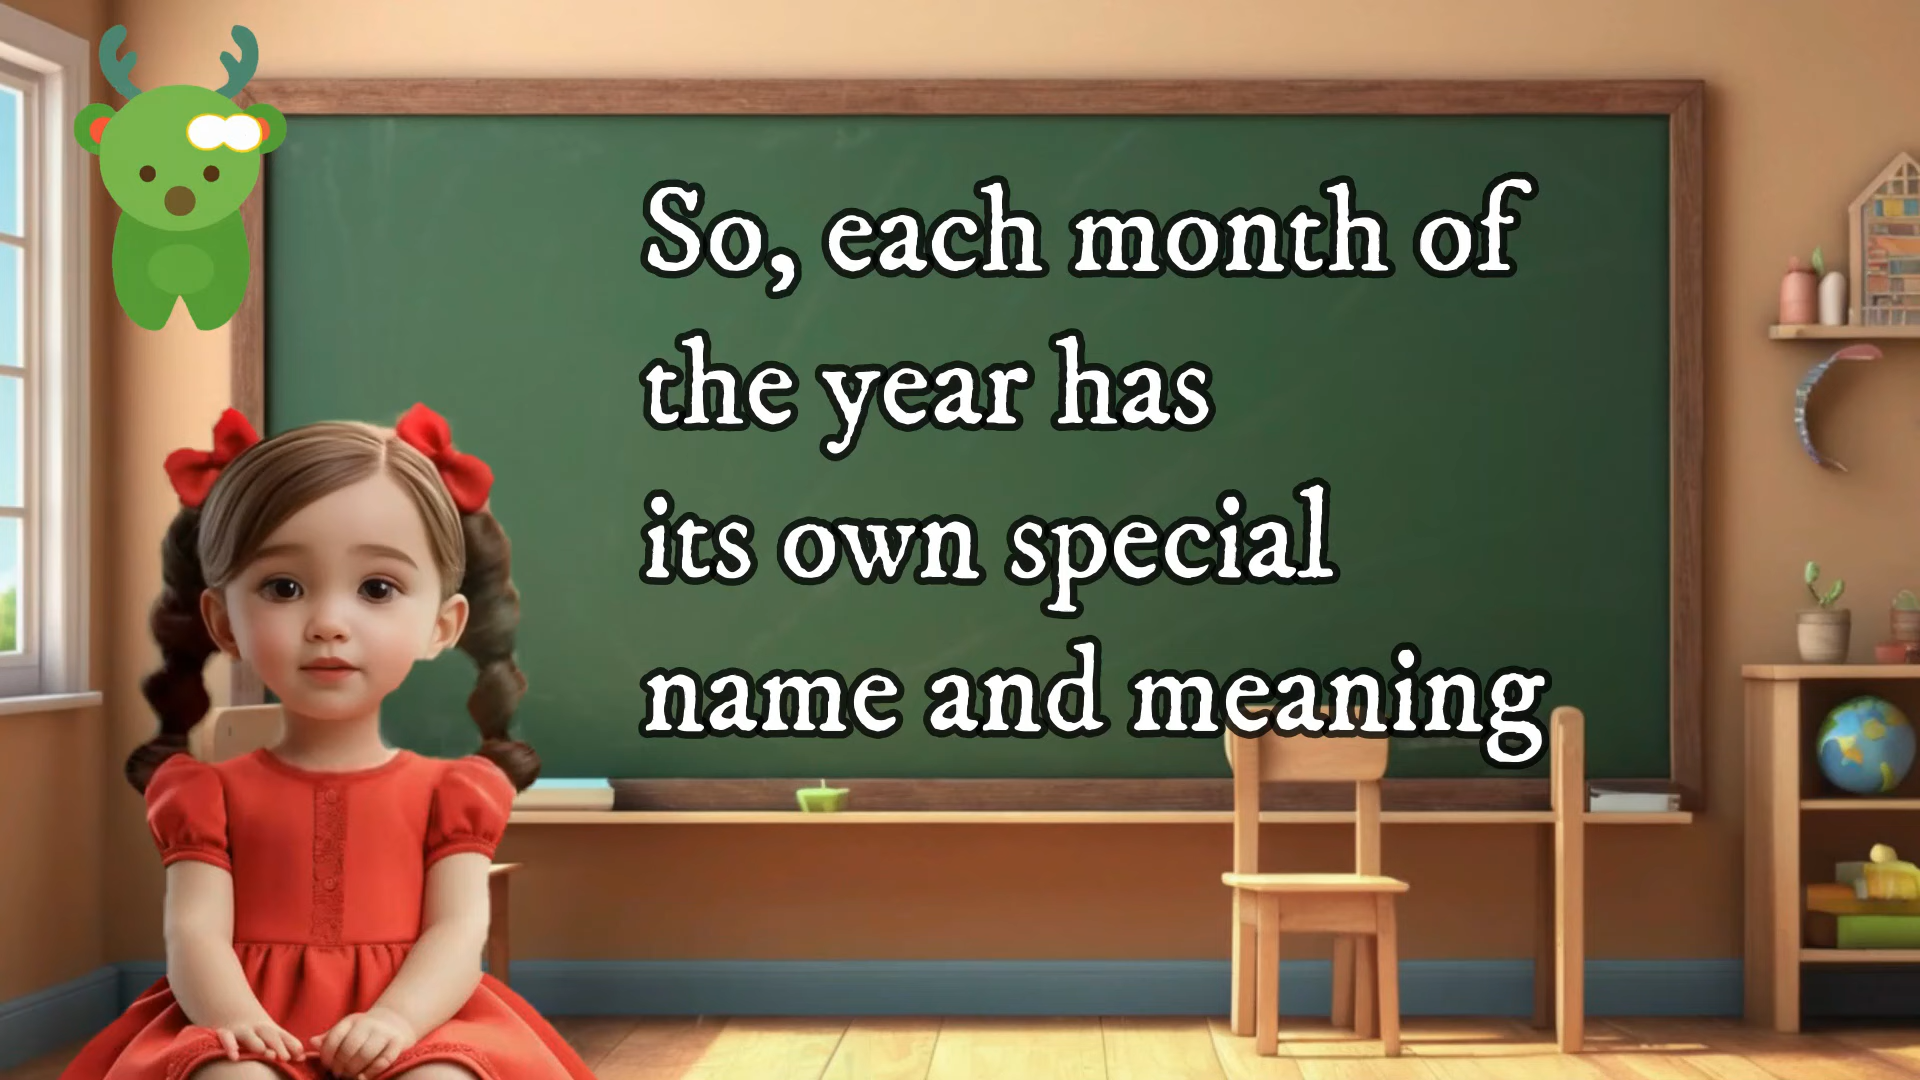 So, each month of
the year has
its own special
name and meaning